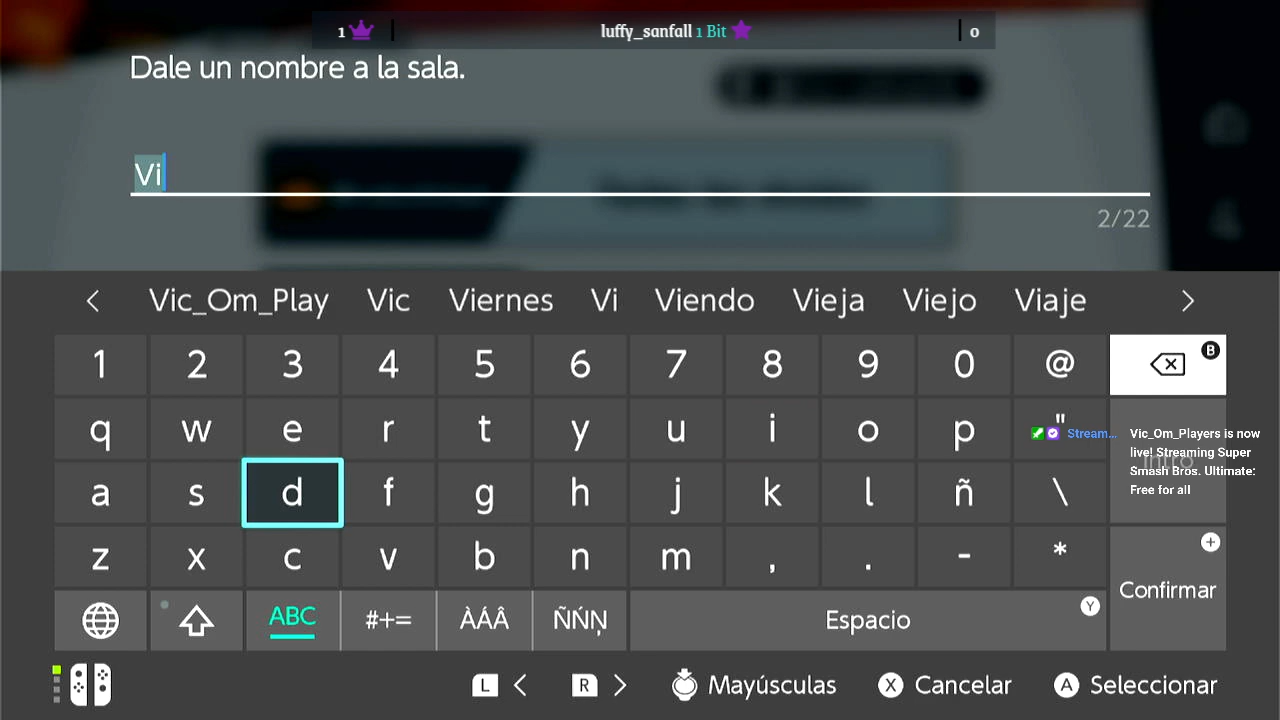 1 luffy_sanfall 1 Bit 0
Dale un nombre a la sala.
Vi
2/22
< Vic_Om_Play Vic Viernes Vi Viendo Vieja Viejo Viaje >
1 2 3 4 5 6 7 8 9 0 @ B
q w e r t y u i o p "
Stream...
Vic_Om_Players is now
live! Streaming Super
Smash Bros. Ultimate:
Free for all
Intro
a s d f g h j k l ñ \
z x c v b n m , . - *
+
Confirmar
ABC #+= ÀÁÂ ÑŃŅ Espacio Y
L < R > Mayúsculas X Cancelar A Seleccionar